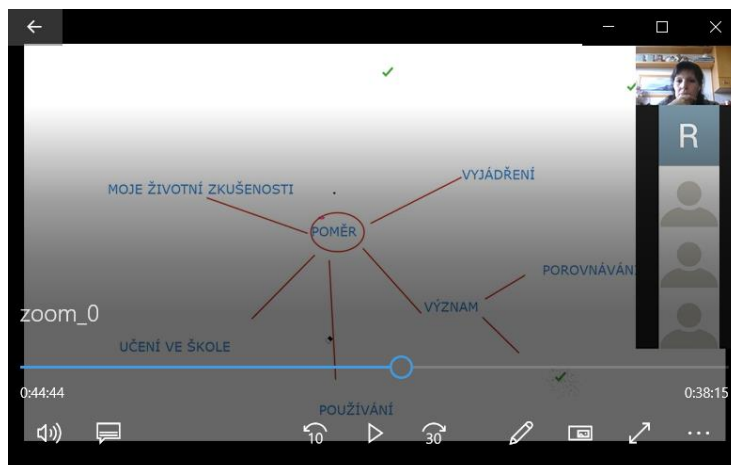 R
VYJÁDŘENÍ
MOJE ŽIVOTNÍ ZKUŠENOSTI
POMĚR
POROVNÁVÁN
VÝZNAM
zoom_0
UČENÍ VE ŠKOLE
0:44:44
0:38:15
POUŽÍVÁNÍ
10
30